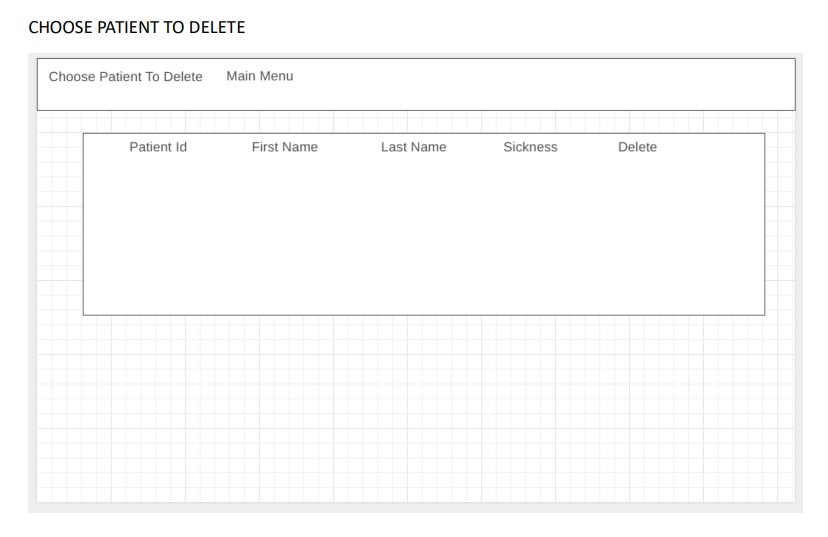 CHOOSE PATIENT TO DELETE
Choose Patient To Delete Main Menu
Patient Id First Name Last Name Sickness Delete